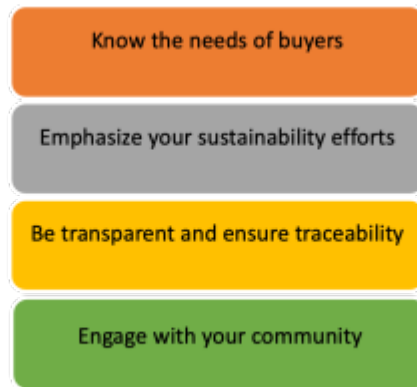 Know the needs of buyers
Emphasize your sustainability efforts
Be transparent and ensure traceability
Engage with your community